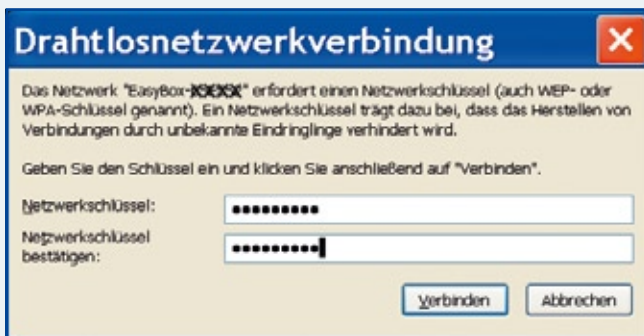 Drahtlosnetzwerkverbindung
Das Netzwerk "EasyBox-XXXX" erfordert einen Netzwerkschlüssel (auch WEP- oder
WPA-Schlüssel genannt). Ein Netzwerkschlüssel trägt dazu bei, dass das Herstellen von
Verbindungen durch unbekannte Eindringlinge verhindert wird.
Geben Sie den Schlüssel ein und klicken Sie anschließend auf "Verbinden".
Netzwerkschlüssel: •••••••••
Netzwerkschlüssel
bestätigen: •••••••••
Verbinden Abbrechen